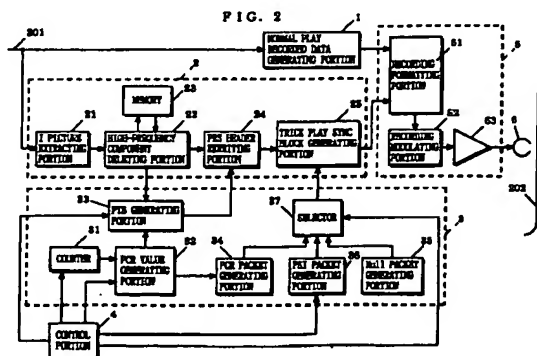 FIG. 2
201
1
NORMAL PLAY
RECORDED DATA
GENERATING PORTION
2
MEMORY
23
21
I PICTURE
EXTRACTING
PORTION
22
HIGH-FREQUENCY
COMPONENT
DELETING PORTION
24
PES HEADER
REWRITING
PORTION
25
TRICK PLAY SYNC
BLOCK GENERATING
PORTION
5
51
RECORDING
FORMATTING
PORTION
52
RECORDING
MODULATING
PORTION
53
6
202
3
33
PTS GENERATING
PORTION
31
COUNTER
32
PCR VALUE
GENERATING
PORTION
37
SELECTOR
34
PCR PACKET
GENERATING
PORTION
36
PSI PACKET
GENERATING
PORTION
35
Null PACKET
GENERATION
PORTION
4
CONTROL
PORTION